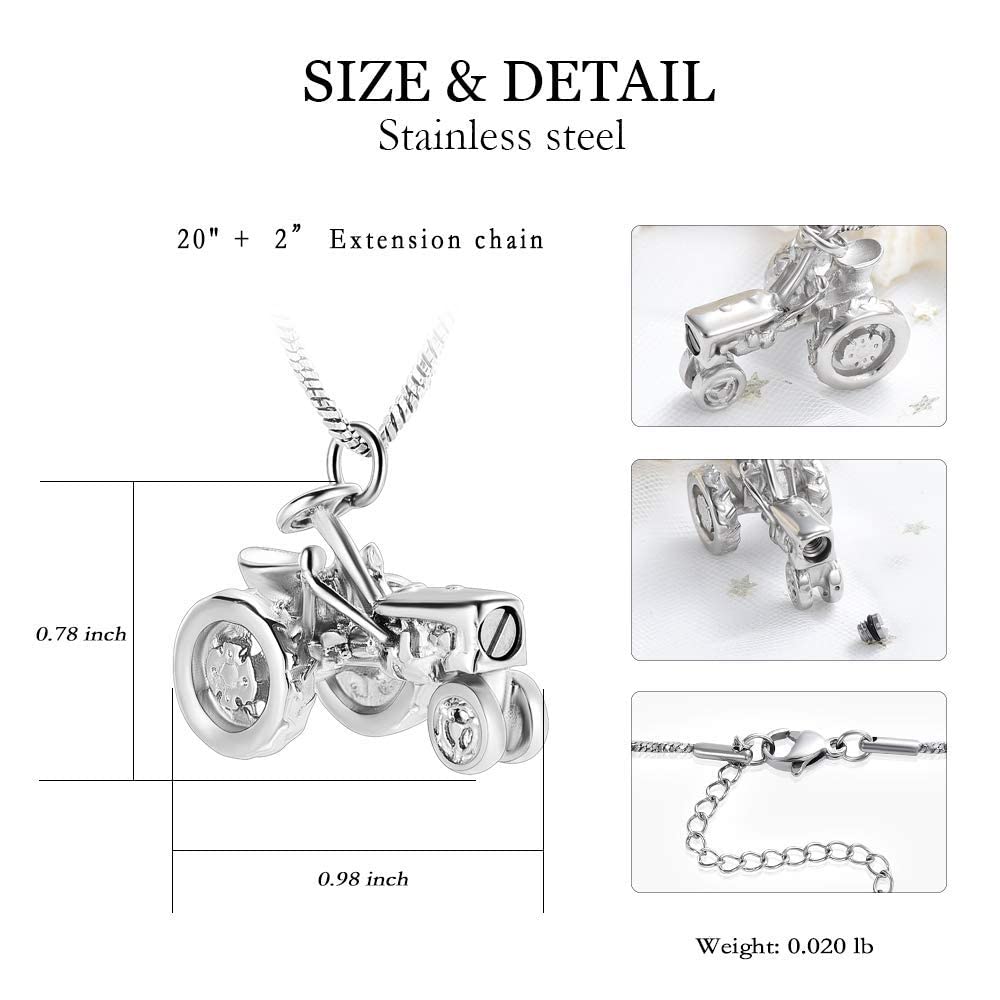 SIZE & DETAIL
Stainless steel
20" + 2” Extension chain
0.78 inch
0.98 inch
Weight: 0.020 lb